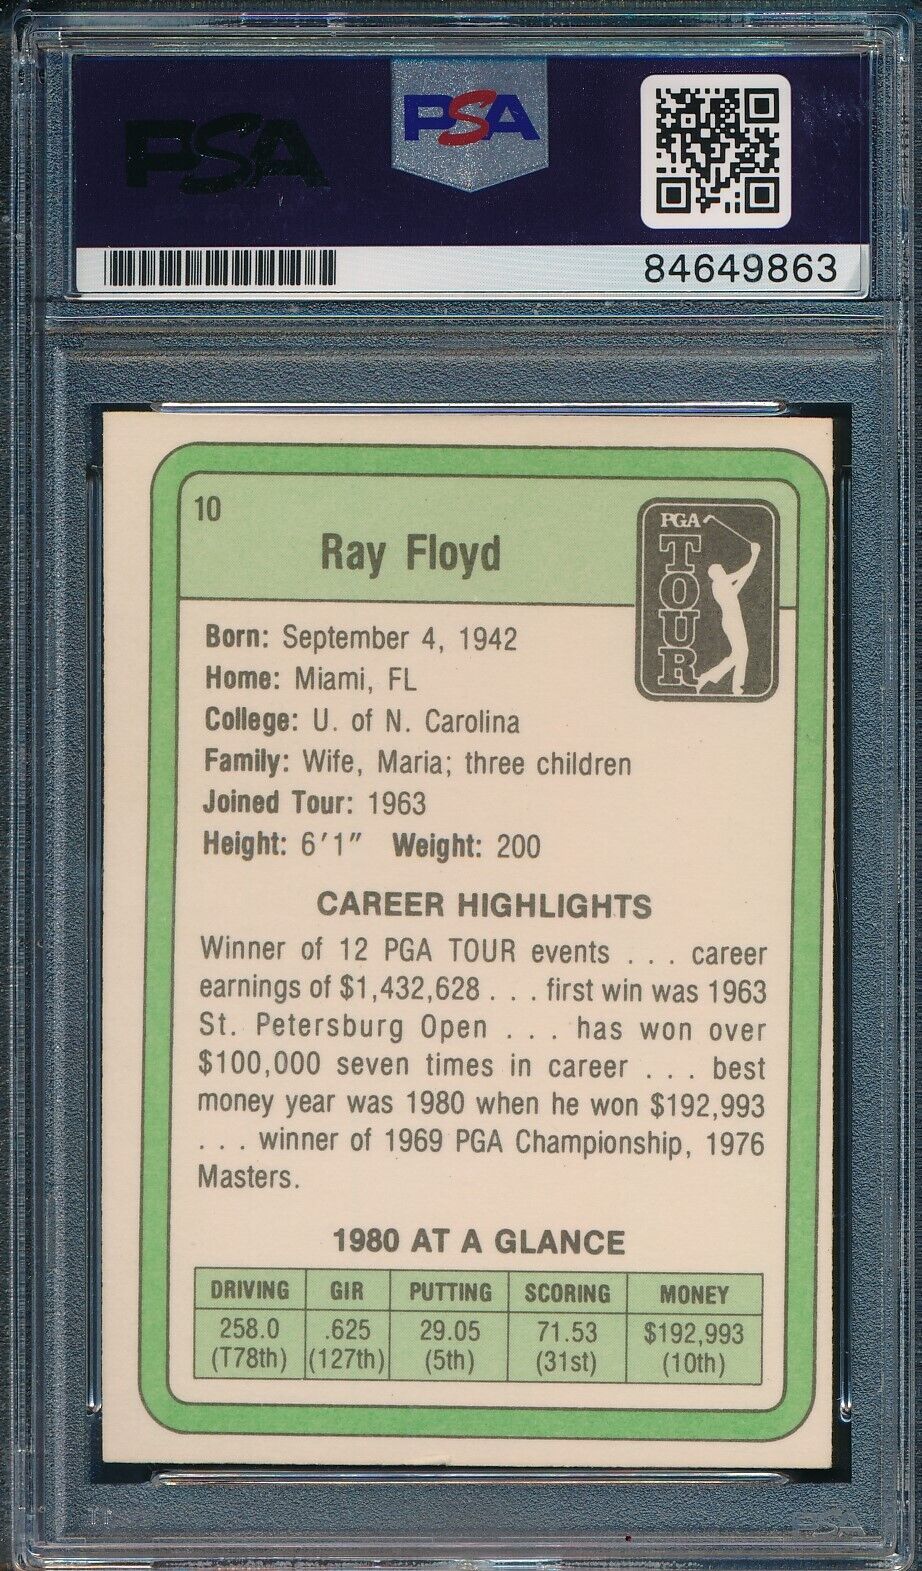 PSA
PSA
84649863
10
Ray Floyd
PGA
TOUR
Born: September 4, 1942
Home: Miami, FL
College: U. of N. Carolina
Family: Wife, Maria; three children
Joined Tour: 1963
Height: 6'1" Weight: 200
CAREER HIGHLIGHTS
Winner of 12 PGA TOUR events . . . career
earnings of $1,432,628 . . . first win was 1963
St. Petersburg Open . . . has won over
$100,000 seven times in career . . . best
money year was 1980 when he won $192,993
. . . winner of 1969 PGA Championship, 1976
Masters.
1980 AT A GLANCE
DRIVING GIR PUTTING SCORING MONEY
258.0 .625 29.05 71.53 $192,993
(T78th) (127th) (5th) (31st) (10th)
PSA